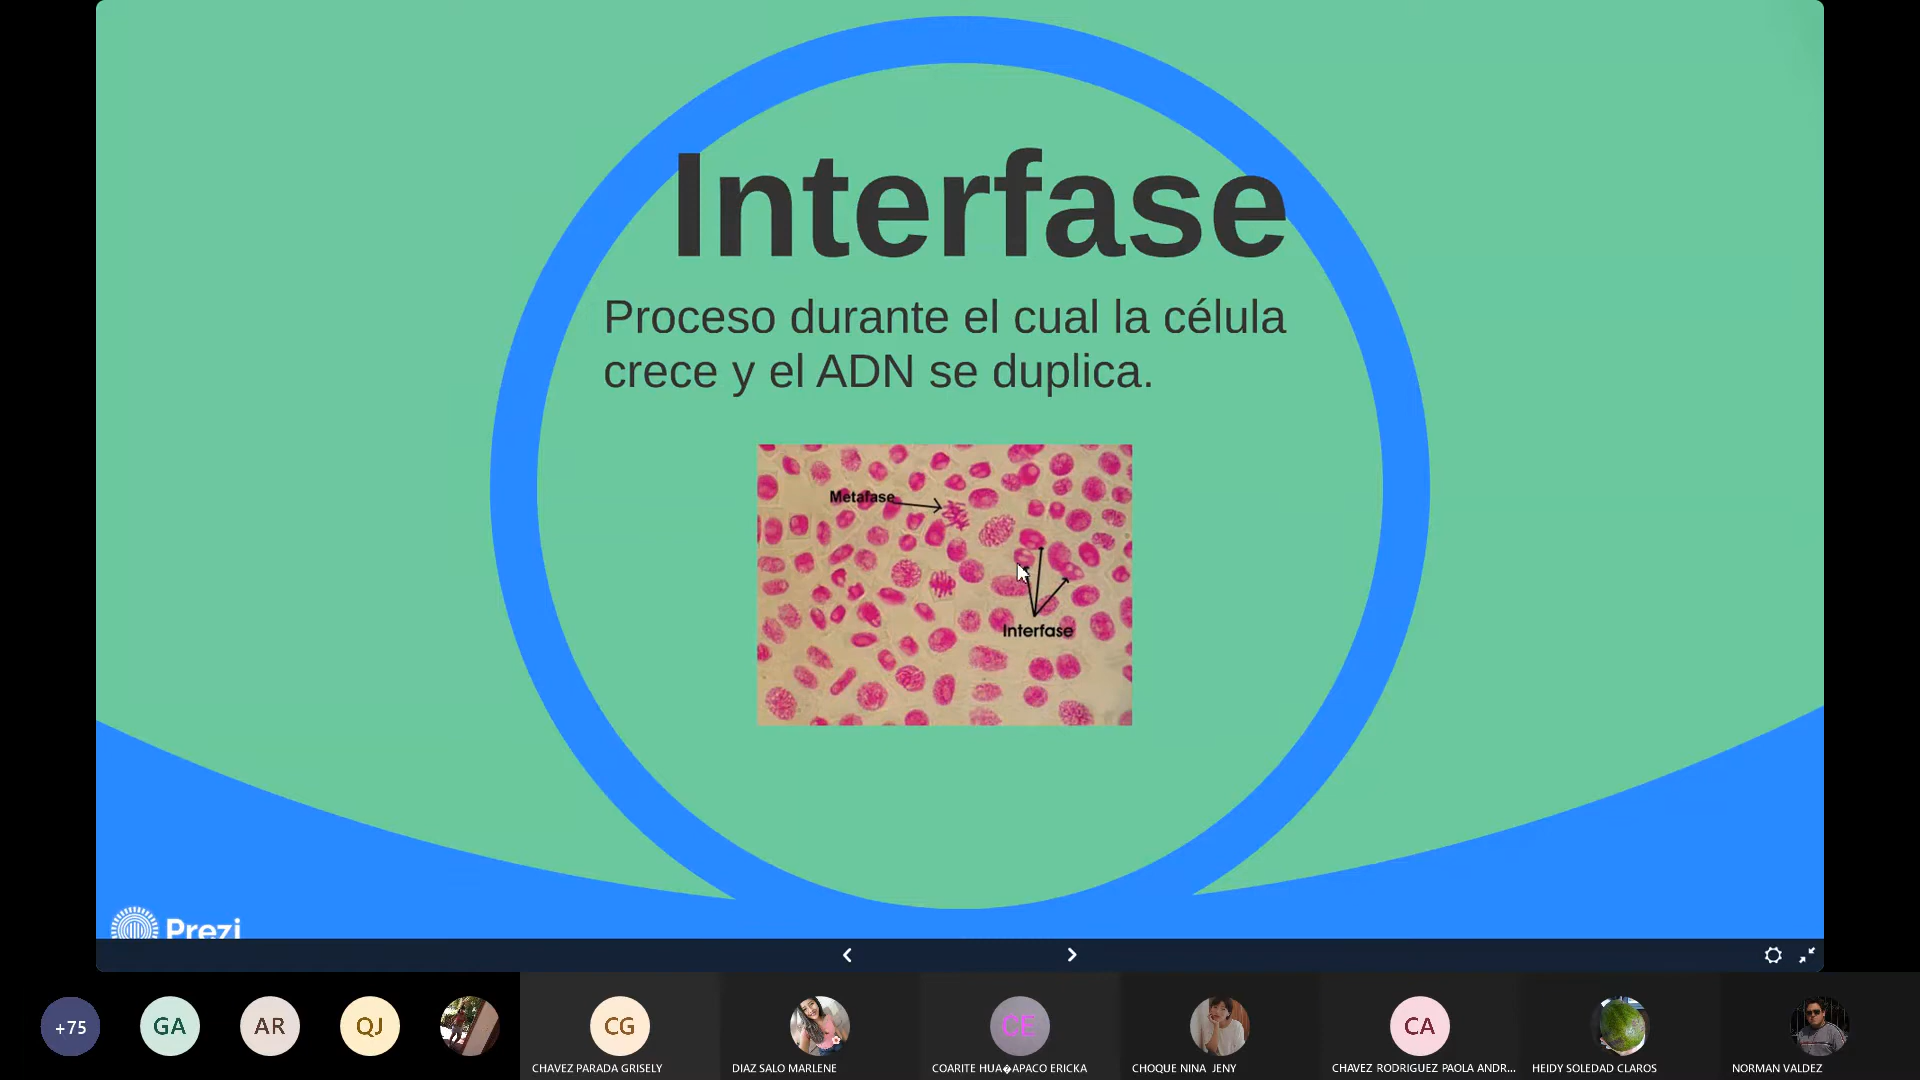 Interfase
Proceso durante el cual la célula
crece y el ADN se duplica.
Metafase
Interfase
Prezi
+75
GA
AR
QJ
CG
CE
CA
CHAVEZ PARADA GRISELY
DIAZ SALO MARLENE
COARITE HUA�APACO ERICKA
CHOQUE NINA JENY
CHAVEZ RODRIGUEZ PAOLA ANDR...
HEIDY SOLEDAD CLAROS
NORMAN VALDEZ